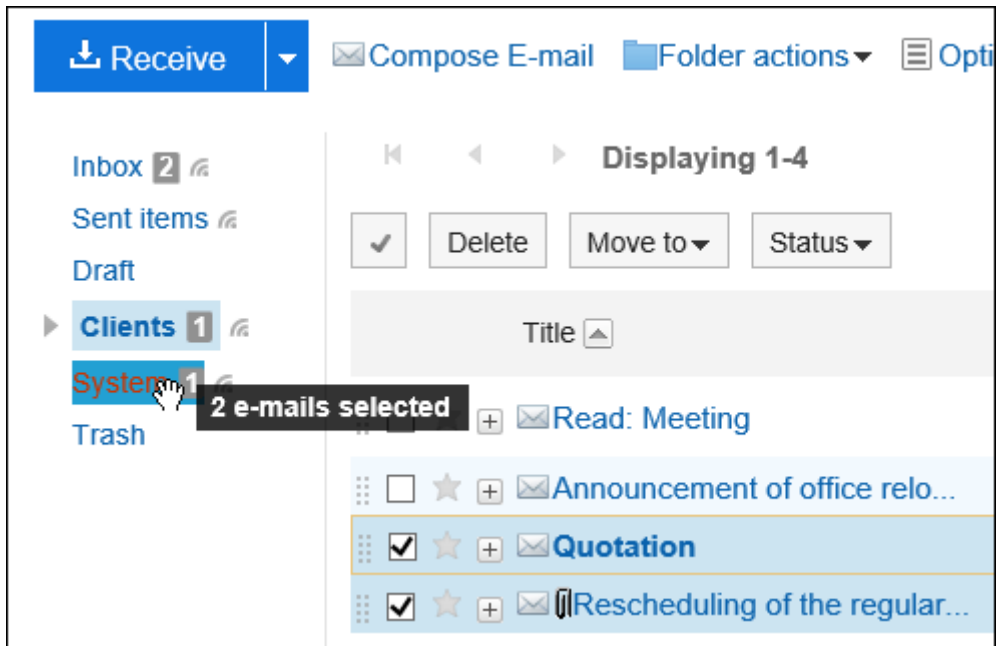 Receive
Compose E-mail
Folder actions
Opti
Inbox 2
Sent items
Draft
Clients 1
System 1
Trash
2 e-mails selected
Displaying 1-4
Delete
Move to
Status
Title
Read: Meeting
Announcement of office relo...
Quotation
Rescheduling of the regular...